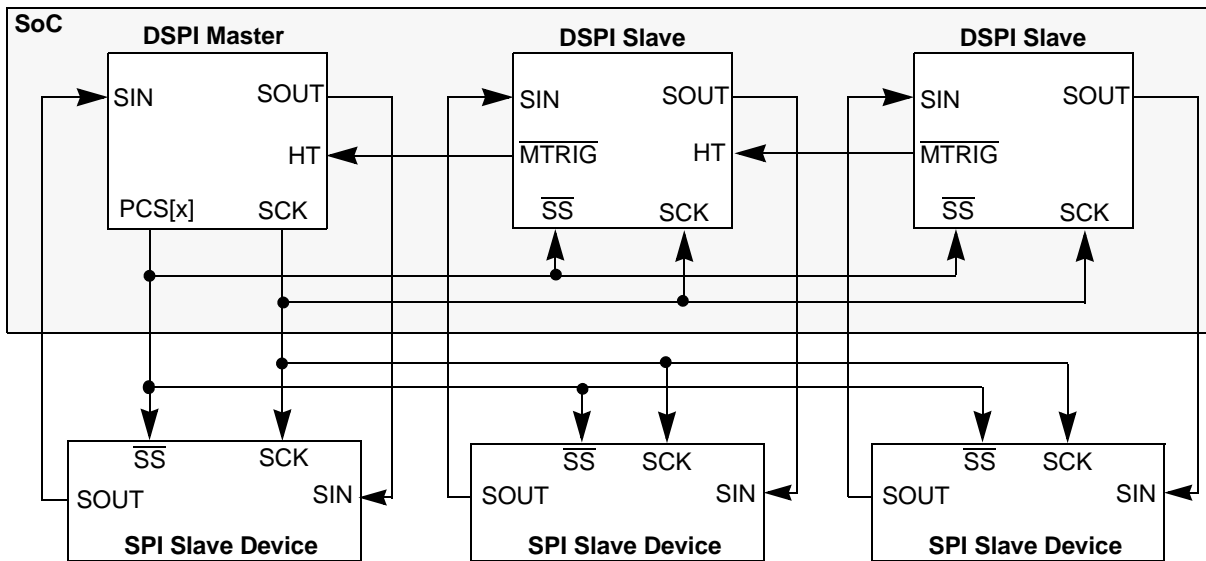 SoC
DSPI Master
DSPI Slave
DSPI Slave
SIN
SOUT
HT
PCS[x]
SCK
SIN
SOUT
MTRIG
HT
SS
SCK
SIN
SOUT
MTRIG
SS
SCK
SS
SCK
SOUT
SIN
SPI Slave Device
SS
SCK
SOUT
SIN
SPI Slave Device
SS
SCK
SOUT
SIN
SPI Slave Device